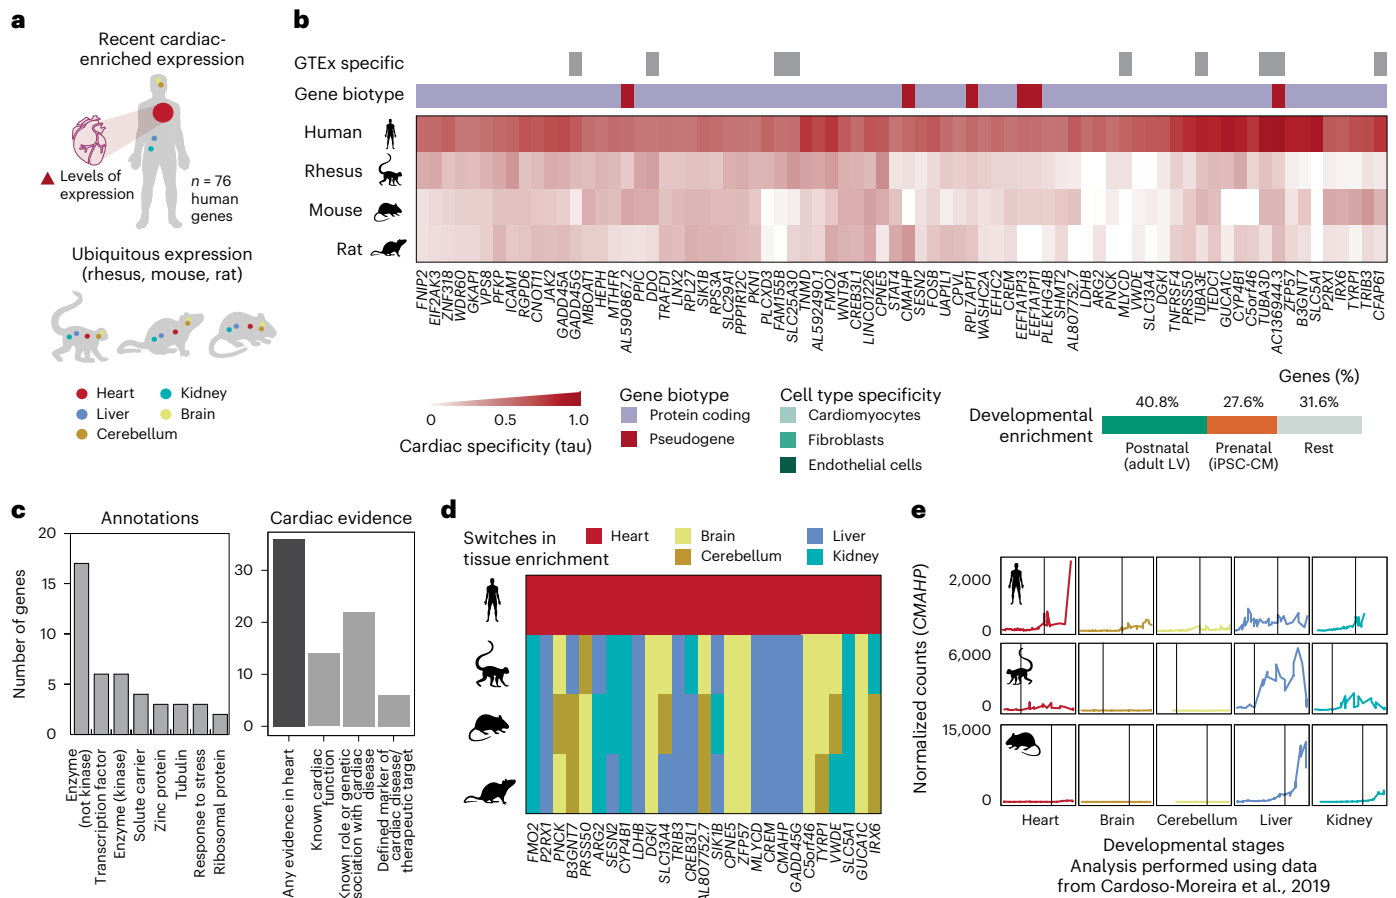 a
Recent cardiac-
enriched expression
Levels of
expression
n = 76
human
genes
Ubiquitous expression
(rhesus, mouse, rat)
Heart
Kidney
Liver
Brain
Cerebellum
b
GTEx specific
Gene biotype
Human
Rhesus
Mouse
Rat
FNIP2
EIF2AK3
ZNF318
WDR60
GKAP1
VPS8
PFKP
ICAM1
RGPD6
CNOT11
JAK2
GADD45A
GADD45G
MBOAT1
HEPH
MTHFR
AL590867.2
PPIC
DDO
TRAFD1
LNX2
RPL27
SIK1B
RPS3A
SLC29A1
PPP1R12C
PKN1
PLCXD3
FAM155B
SLC25A30
TNMD
AL592490.1
FMO2
WNT9A
CREB3L1
LINC01221
CPNE5
STAT4
CMAHP
SESN2
FOSB
UAP1L1
CPVL
RPL7AP11
WASHC2A
EFHC2
CREM
EEF1A1P13
EEF1A1P11
PLEKHG4B
SHMT2
AL807752.7
LDHB
ARG2
PNCK
MLYCD
VWDE
SLC13A4
DGKI
TNFRSF4
PRSS50
TUBA3E
TEDC1
GUCA1C
CYP4B1
C5orf46
TUBA3D
AC136944.3
ZFP57
B3GNT7
SLC5A1
P2RX1
IRX6
TYRP1
TRIB3
CFAP61
0
0.5
1.0
Cardiac specificity (tau)
Gene biotype
Protein coding
Pseudogene
Cell type specificity
Cardiomyocytes
Fibroblasts
Endothelial cells
Genes (%)
Developmental
enrichment
40.8%
27.6%
31.6%
Postnatal
(adult LV)
Prenatal
(iPSC-CM)
Rest
c
Annotations
Number of genes
20
15
10
5
0
Enzyme
(not kinase)
Transcription factor
Enzyme (kinase)
Solute carrier
Zinc protein
Tubulin
Response to stress
Ribosomal protein
Cardiac evidence
30
20
10
0
Any evidence in heart
Known cardiac
function
Known role or genetic
sociation with cardiac
disease
Defined marker of
cardiac disease/
therapeutic target
d
Switches in
tissue enrichment
Heart
Brain
Liver
Cerebellum
Kidney
FMO2
P2RX1
PNCK
B3GNT7
PRSS50
ARG2
SESN2
CYP4B1
LDHB
DGKI
SLC13A4
TRIB3
CREB3L1
AL807752.7
SIK1B
CPNE5
ZFP57
MLYCD
CREM
CMAHP
GADD45G
C5orf46
TYRP1
VWDE
SLC5A1
GUCA1C
IRX6
e
Normalized counts (CMAHP)
2,000
0
6,000
0
15,000
0
Heart
Brain
Cerebellum
Liver
Kidney
Developmental stages
Analysis performed using data
from Cardoso-Moreira et al., 2019